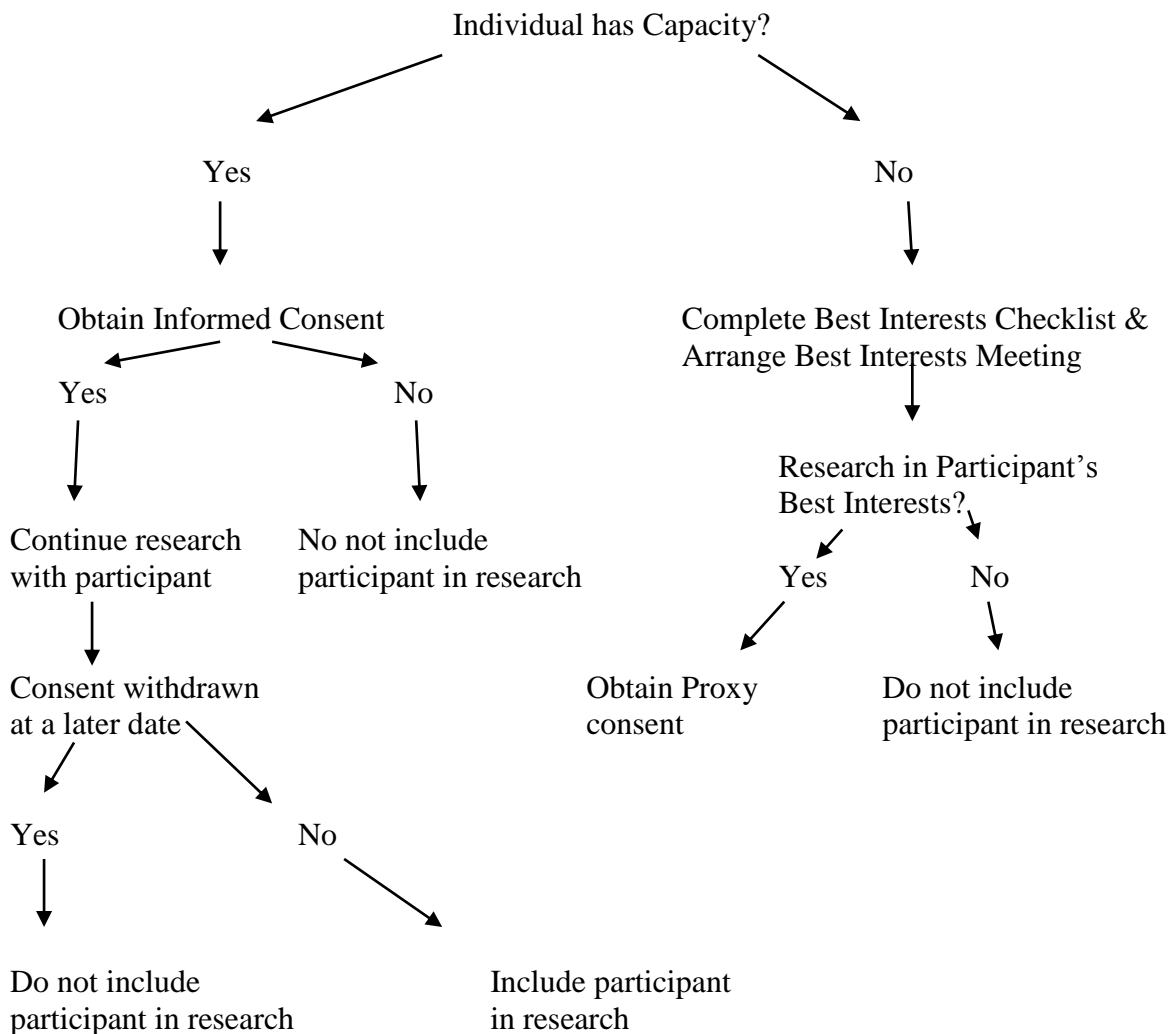 Individual has Capacity?
Yes
No
Obtain Informed Consent
Complete Best Interests Checklist &
Arrange Best Interests Meeting
Yes
No
Research in Participant’s
Best Interests?
Continue research
with participant
No not include
participant in research
Yes
No
Consent withdrawn
at a later date
Obtain Proxy
consent
Do not include
participant in research
Yes
No
Do not include
participant in research
Include participant
in research